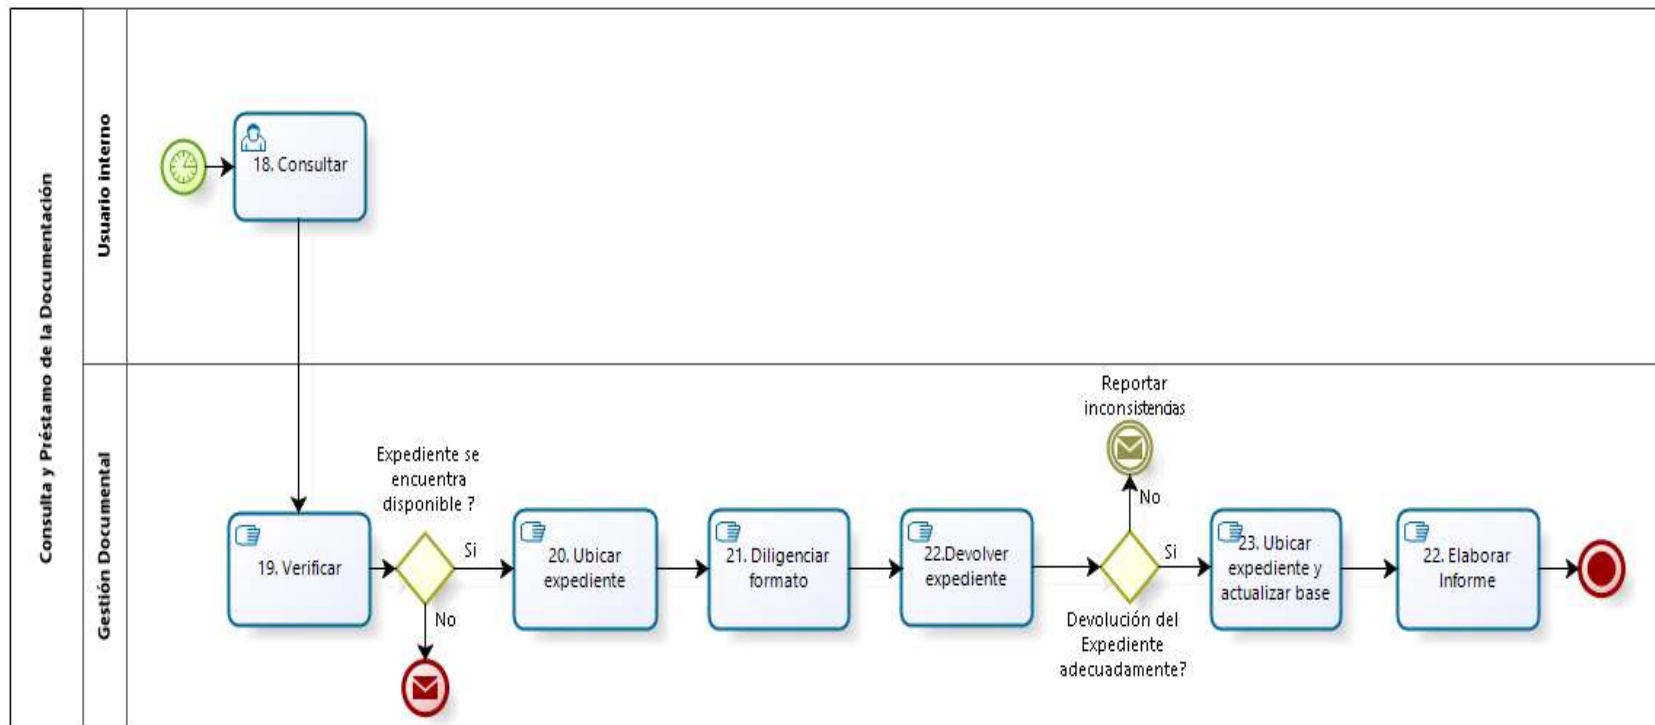 Consulta y Préstamo de la Documentación
Usuario interno
18. Consultar
Gestión Documental
19. Verificar
Expediente se
encuentra
disponible ?
Si
No
20. Ubicar
expediente
21. Diligenciar
formato
22.Devolver
expediente
Reportar
inconsistencias
No
Si
Devolución del
Expediente
adecuadamente?
23. Ubicar
expediente y
actualizar base
22. Elaborar
Informe